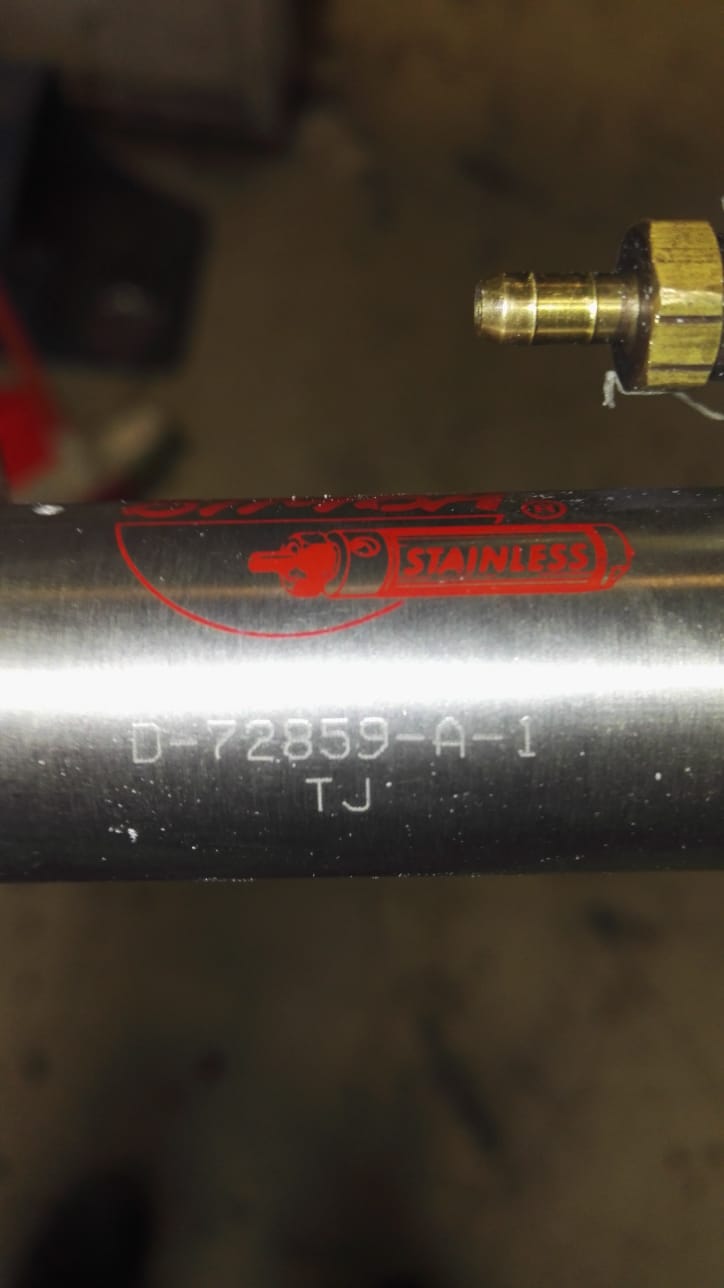 ®
STAINLESS
D-72859-A-1
TJ